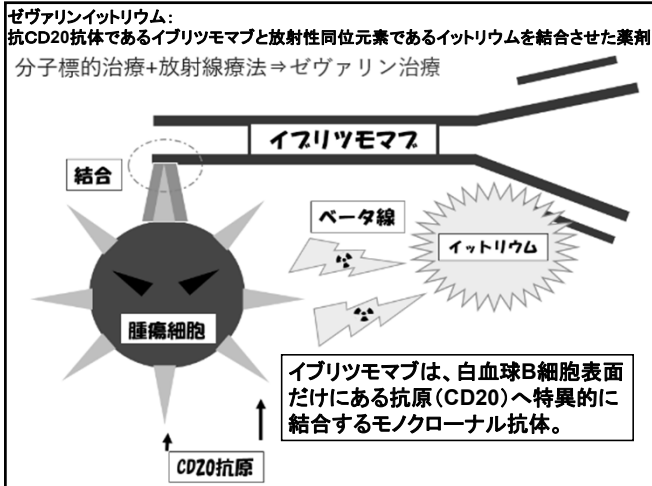 ゼヴァリンイットリウム：
抗CD20抗体であるイブリツモマブと放射性同位元素であるイットリウムを結合させた薬剤
分子標的治療+放射線療法⇒ゼヴァリン治療
イブリツモマブ
結合
ベータ線
イットリウム
腫瘍細胞
イブリツモマブは、白血球B細胞表面
だけにある抗原（CD20）へ特異的に
結合するモノクローナル抗体。
CD20抗原